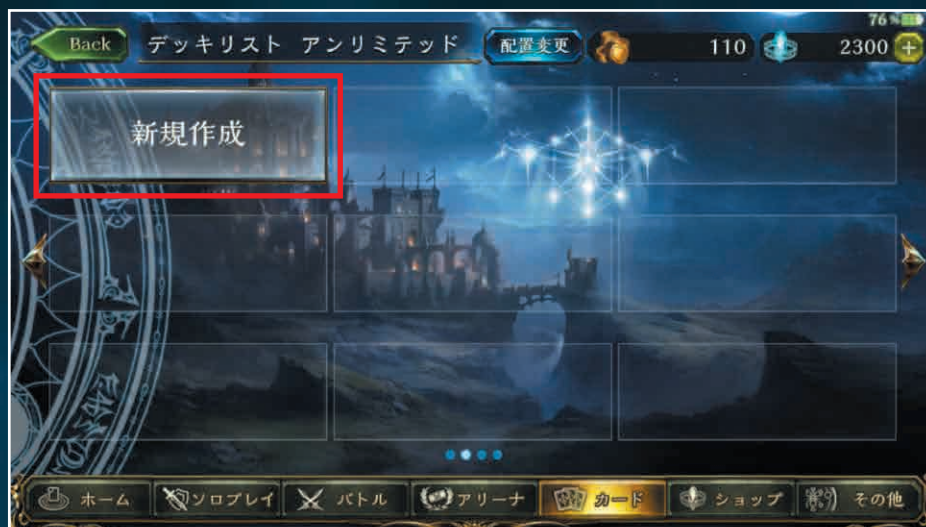 76%
Back デッキリスト アンリミテッド 配置変更 110 2300
新規作成
ホーム ソロプレイ バトル アリーナ カード ショップ その他